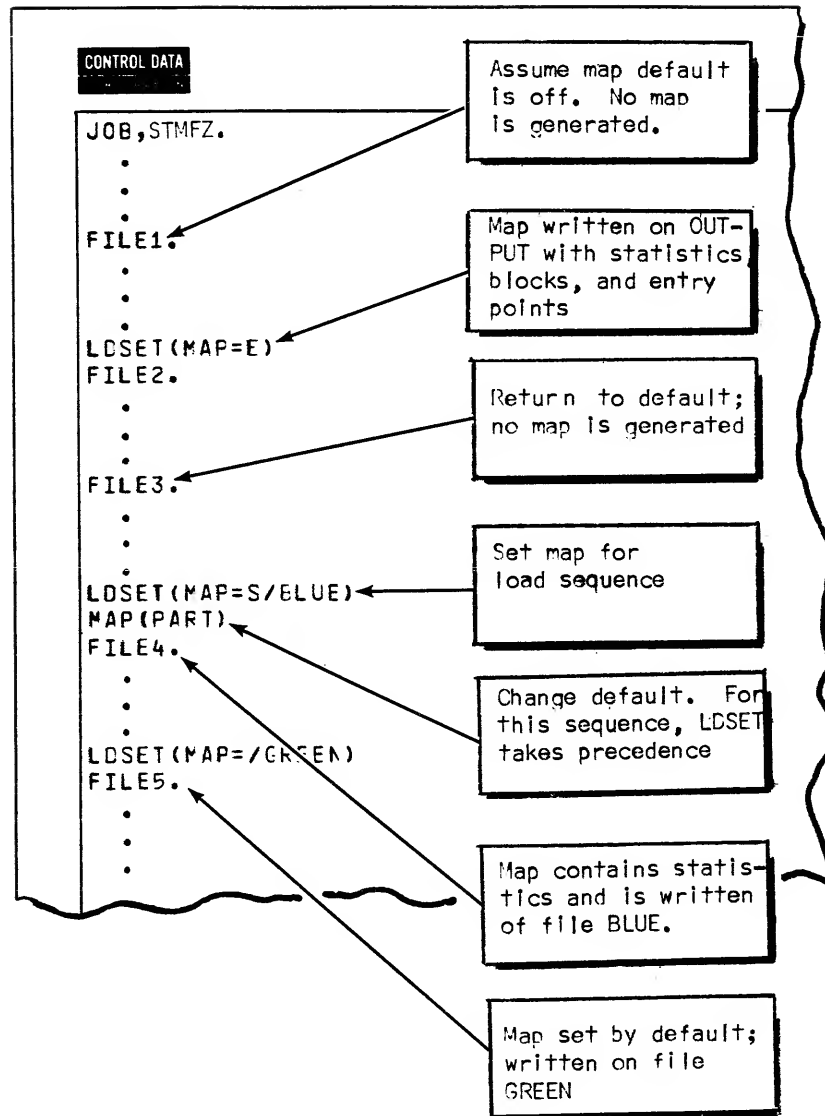 CONTROL DATA
JOB,STMFZ.
FILE1.
LDSET(MAP=E)
FILE2.
FILE3.
LDSET(MAP=S/BLUE)
MAP(PART)
FILE4.
LDSET(MAP=/GREEN)
FILE5.
Assume map default
is off. No map
is generated.
Map written on OUT-
PUT with statistics
blocks, and entry
points
Return to default;
no map is generated
Set map for
load sequence
Change default. For
this sequence, LDSET
takes precedence
Map contains statis-
tics and is written
of file BLUE.
Map set by default;
written on file
GREEN